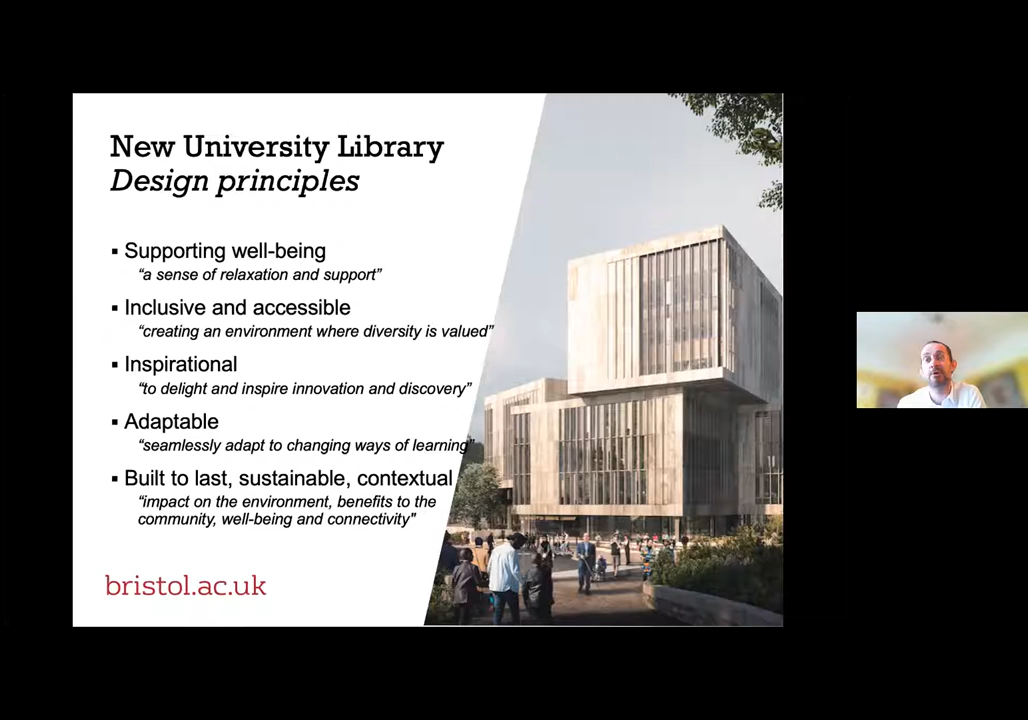 New University Library
Design principles
▪ Supporting well-being
“a sense of relaxation and support”
▪ Inclusive and accessible
“creating an environment where diversity is valued”
▪ Inspirational
“to delight and inspire innovation and discovery”
▪ Adaptable
“seamlessly adapt to changing ways of learning”
▪ Built to last, sustainable, contextual
“impact on the environment, benefits to the
community, well-being and connectivity"
bristol.ac.uk